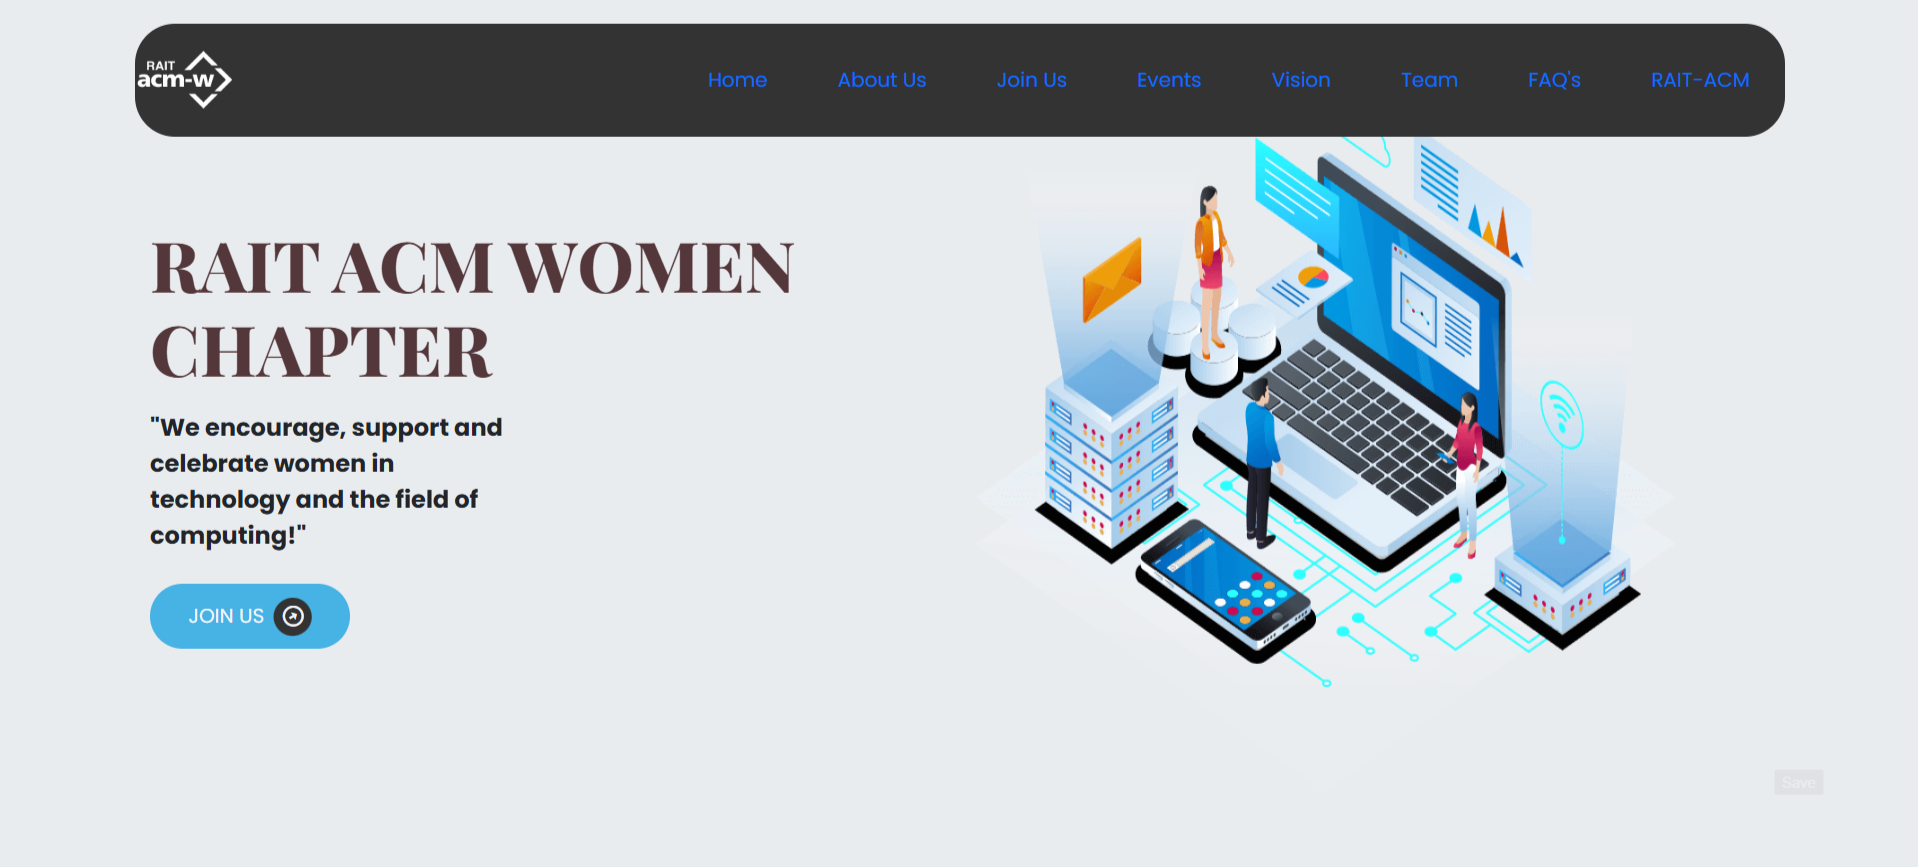 RAIT
acm-w
Home
About Us
Join Us
Events
Vision
Team
FAQ's
RAIT-ACM
RAIT ACM WOMEN
CHAPTER
"We encourage, support and
celebrate women in
technology and the field of
computing!"
JOIN US
Save